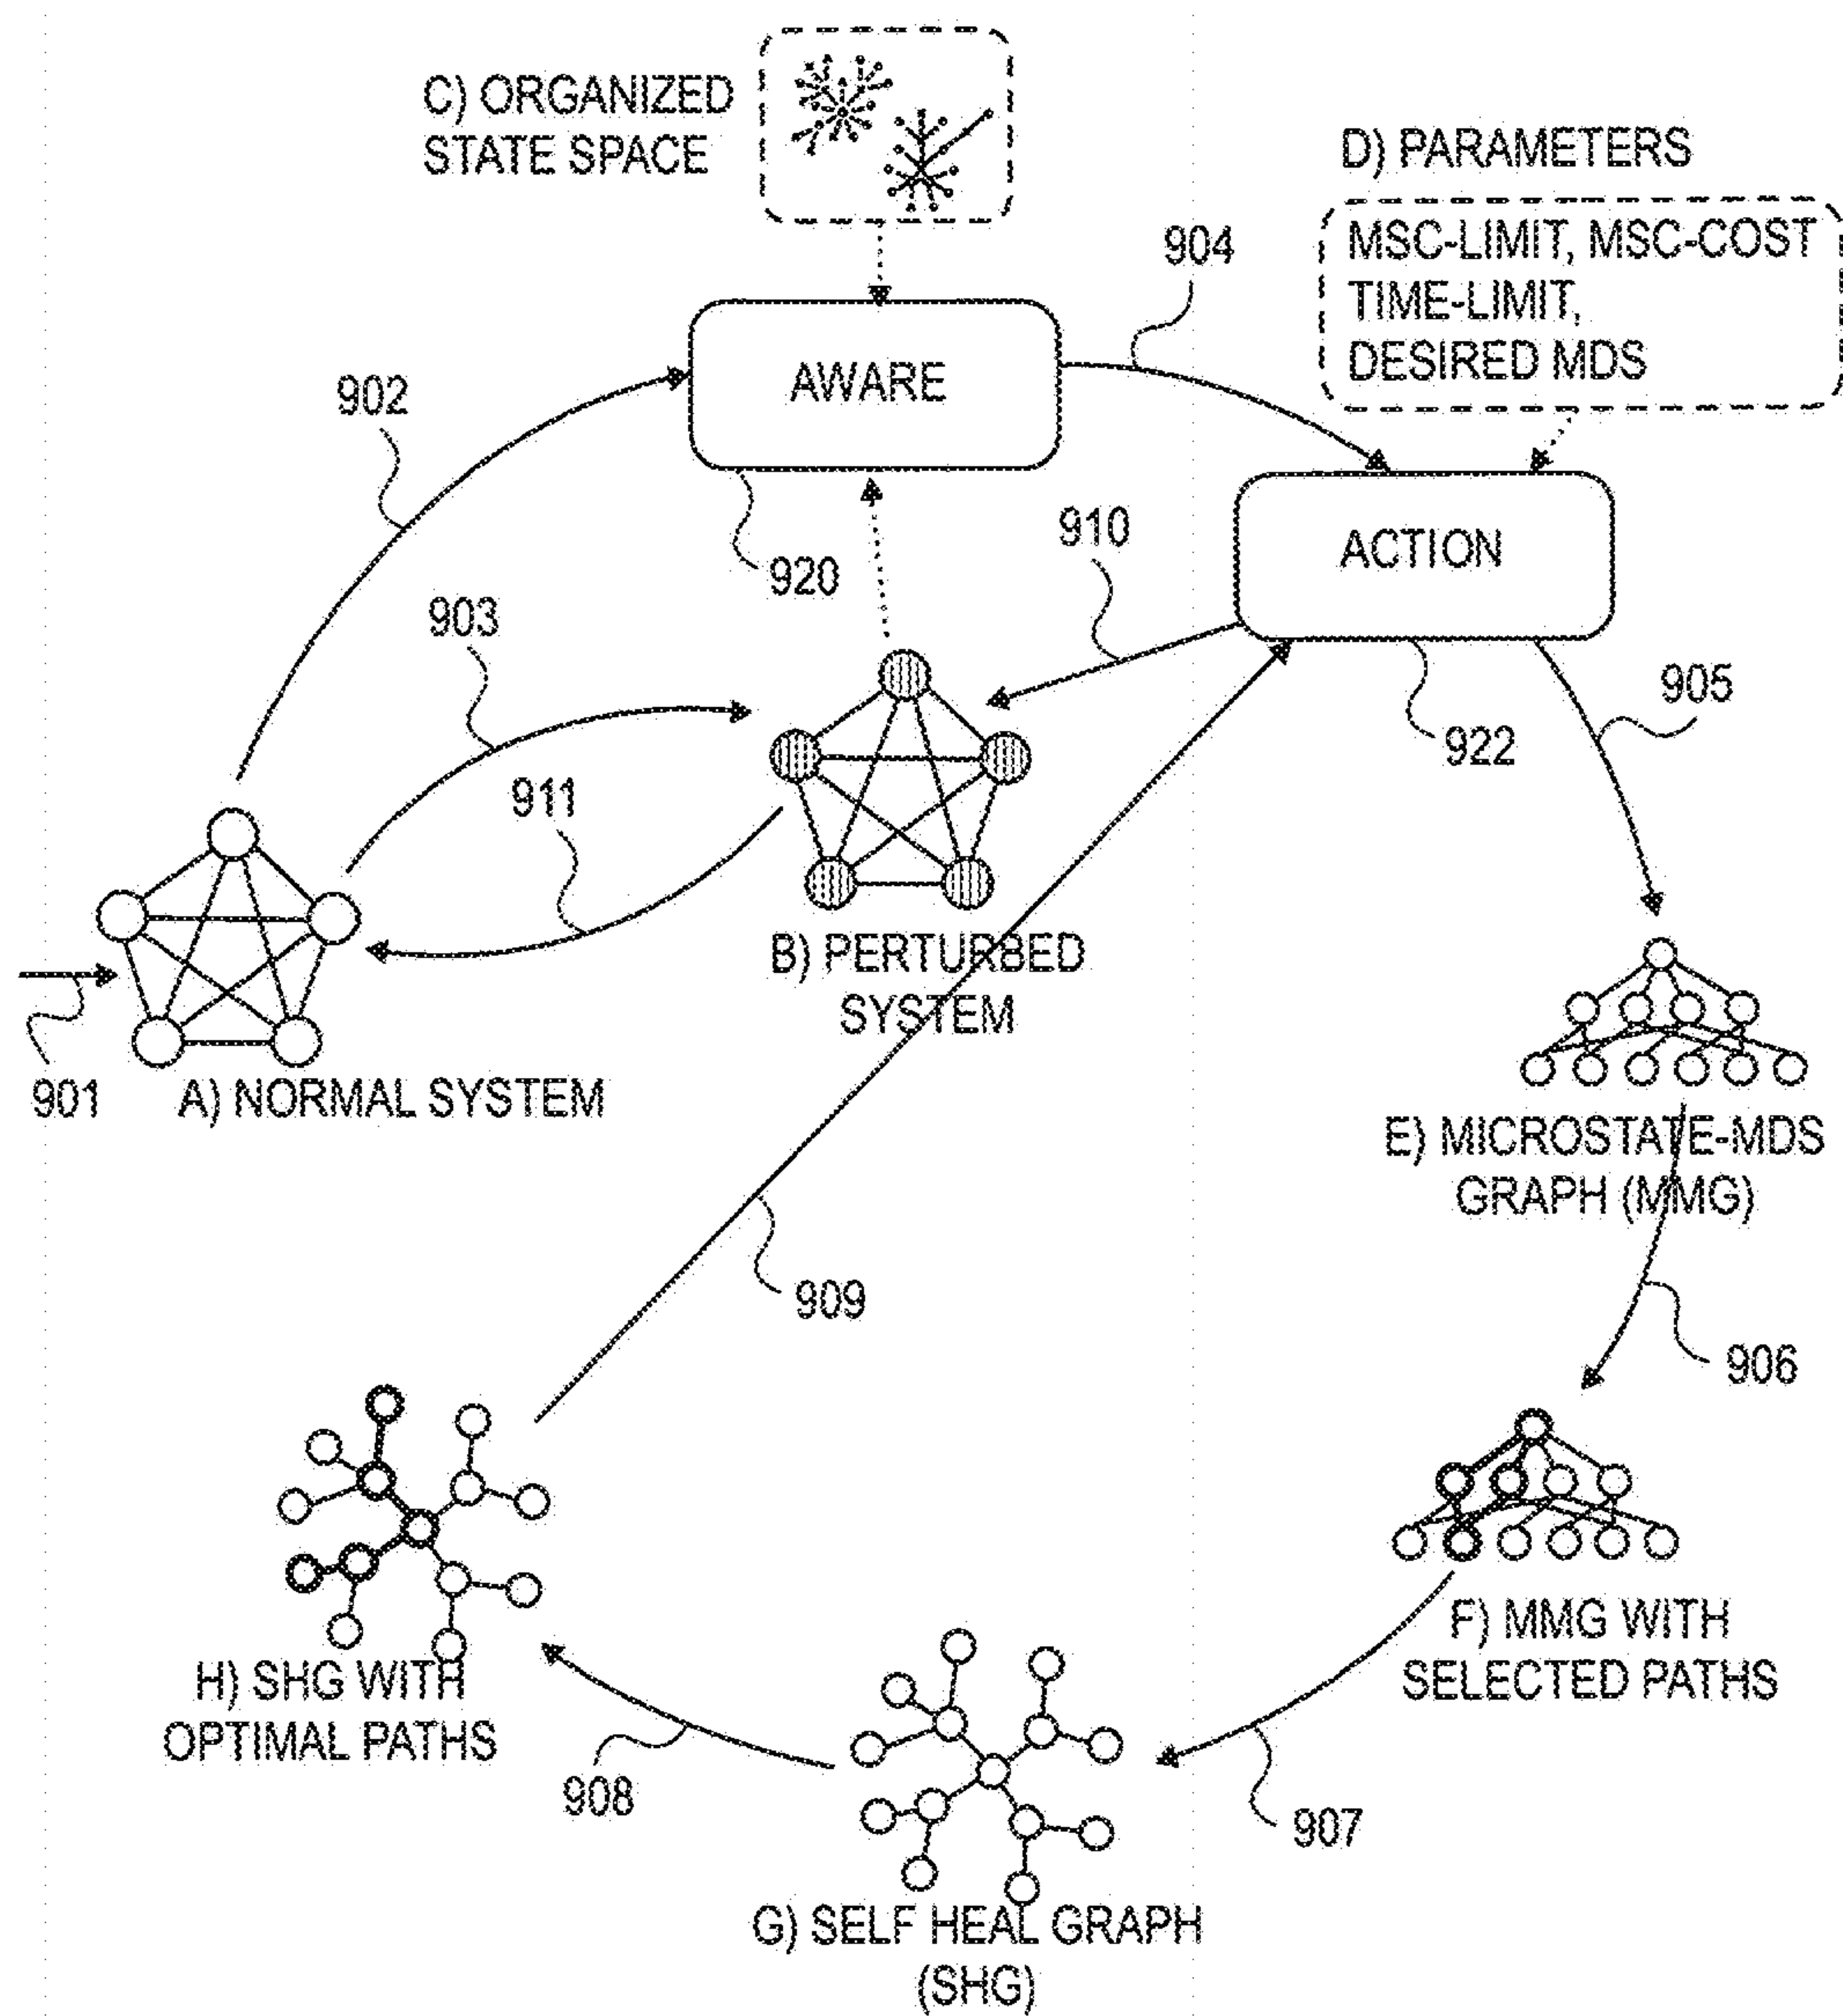 C) ORGANIZED
STATE SPACE
D) PARAMETERS
MSC-LIMIT, MSC-COST
TIME-LIMIT,
DESIRED MDS
904
902
AWARE
920
910
ACTION
903
905
922
911
B) PERTURBED
SYSTEM
901
A) NORMAL SYSTEM
E) MICROSTATE-MDS
GRAPH (MMG)
909
906
F) MMG WITH
SELECTED PATHS
H) SHG WITH
OPTIMAL PATHS
908
907
G) SELF HEAL GRAPH
(SHG)